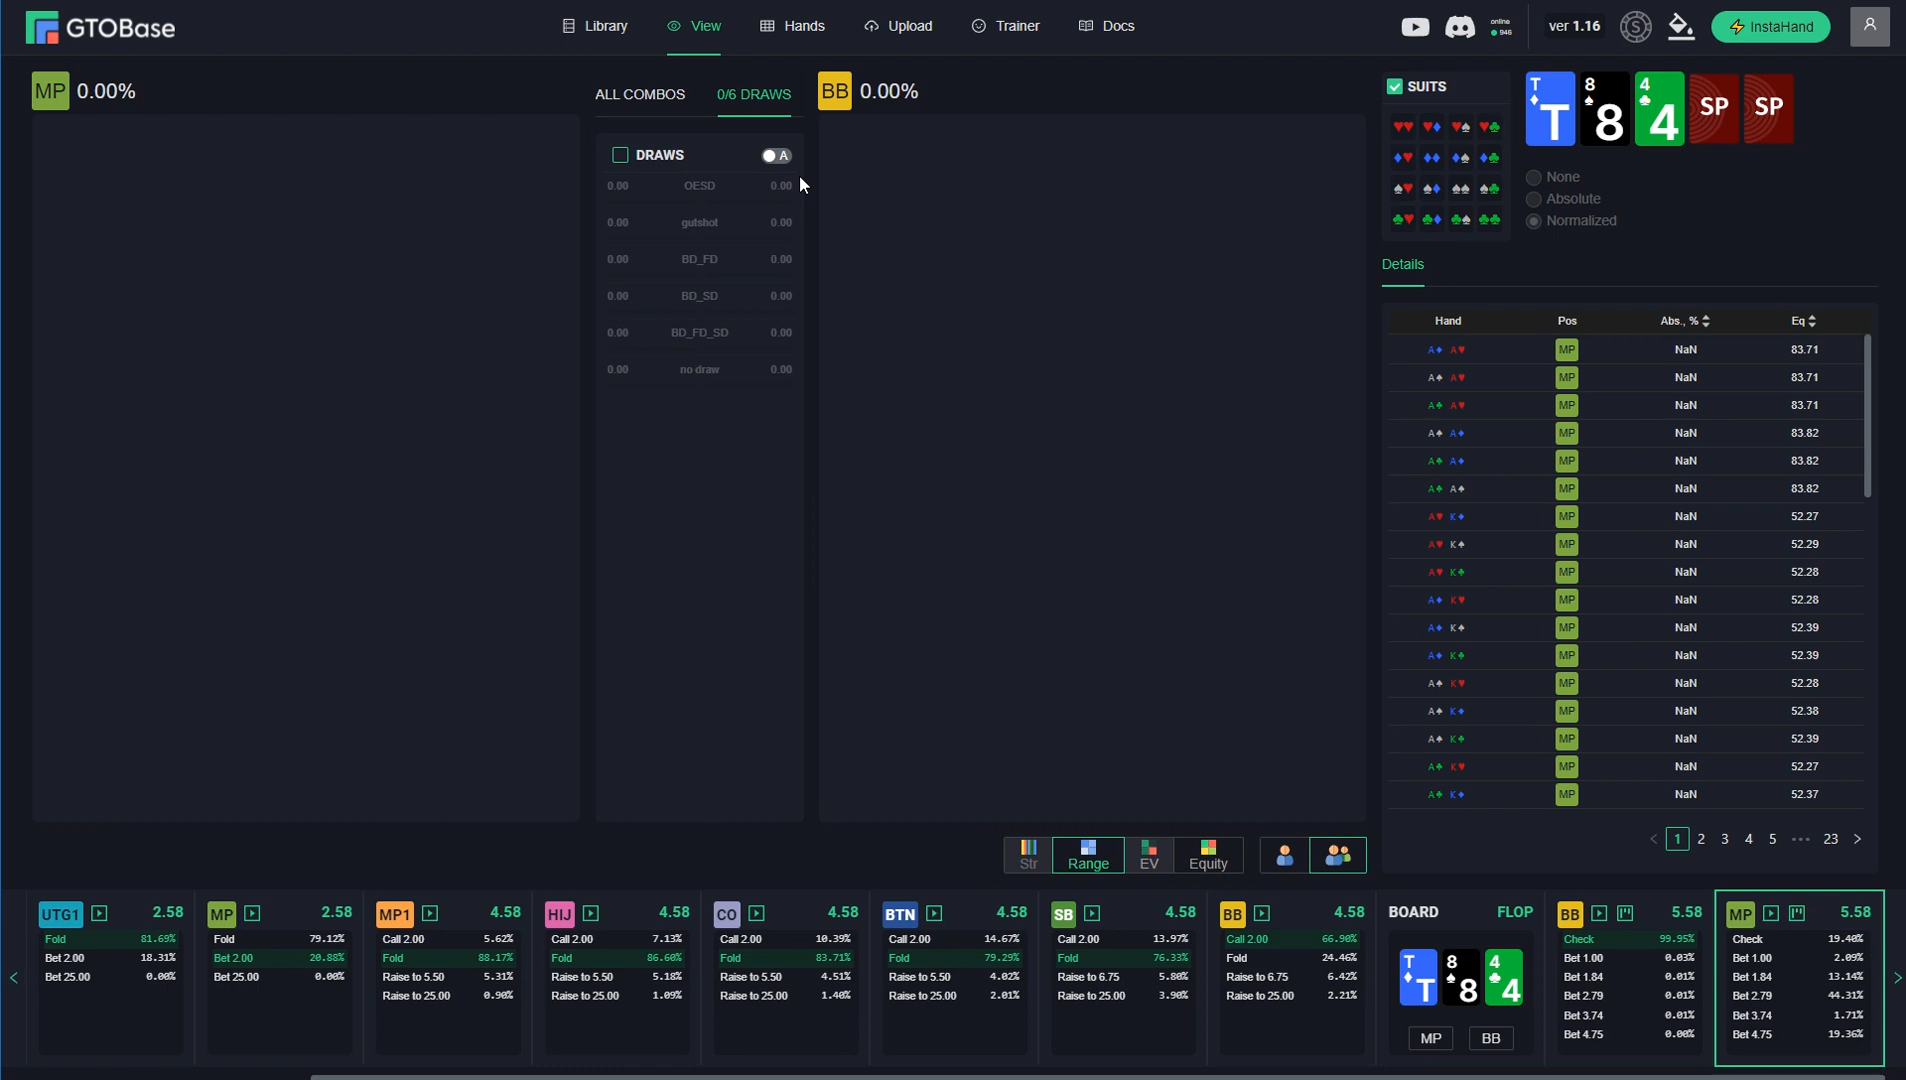 GTOBase
Library
View
Hands
Upload
Trainer
Docs
online
946
ver 1.16
InstaHand
MP 0.00%
ALL COMBOS
0/6 DRAWS
BB 0.00%
DRAWS
A
0.00 OESD 0.00
0.00 gutshot 0.00
0.00 BD_FD 0.00
0.00 BD_SD 0.00
0.00 BD_FD_SD 0.00
0.00 no draw 0.00
SUITS
♥♥ ♥♦ ♥♠ ♥♣
♦♥ ♦♦ ♦♠ ♦♣
♠♥ ♠♦ ♠♠ ♠♣
♣♥ ♣♦ ♣♠ ♣♣
T♦ T 8♠ 8 4♣ 4 SP SP
None
Absolute
Normalized
Details
Hand Pos Abs., % Eq
A♦ A♥ MP NaN 83.71
A♠ A♥ MP NaN 83.71
A♣ A♥ MP NaN 83.71
A♠ A♦ MP NaN 83.82
A♣ A♦ MP NaN 83.82
A♣ A♠ MP NaN 83.82
A♥ K♦ MP NaN 52.27
A♥ K♠ MP NaN 52.29
A♥ K♣ MP NaN 52.28
A♦ K♥ MP NaN 52.28
A♦ K♠ MP NaN 52.39
A♦ K♣ MP NaN 52.39
A♠ K♥ MP NaN 52.28
A♠ K♦ MP NaN 52.38
A♠ K♣ MP NaN 52.39
A♣ K♥ MP NaN 52.27
A♣ K♦ MP NaN 52.37
< 1 2 3 4 5 ••• 23 >
Str
Range
EV
Equity
UTG1 2.58
Fold 81.69%
Bet 2.00 18.31%
Bet 25.00 0.00%
MP 2.58
Fold 79.12%
Bet 2.00 20.88%
Bet 25.00 0.00%
MP1 4.58
Call 2.00 5.62%
Fold 88.17%
Raise to 5.50 5.31%
Raise to 25.00 0.90%
HIJ 4.58
Call 2.00 7.13%
Fold 86.60%
Raise to 5.50 5.18%
Raise to 25.00 1.09%
CO 4.58
Call 2.00 10.39%
Fold 83.71%
Raise to 5.50 4.51%
Raise to 25.00 1.40%
BTN 4.58
Call 2.00 14.67%
Fold 79.29%
Raise to 5.50 4.02%
Raise to 25.00 2.01%
SB 4.58
Call 2.00 13.97%
Fold 76.33%
Raise to 6.75 5.80%
Raise to 25.00 3.90%
BB 4.58
Call 2.00 66.90%
Fold 24.46%
Raise to 6.75 6.42%
Raise to 25.00 2.21%
BOARD FLOP
T♦ T 8♠ 8 4♣ 4
MP BB
BB 5.58
Check 99.95%
Bet 1.00 0.03%
Bet 1.84 0.01%
Bet 2.79 0.01%
Bet 3.74 0.01%
Bet 4.75 0.00%
MP 5.58
Check 19.40%
Bet 1.00 2.09%
Bet 1.84 13.14%
Bet 2.79 44.31%
Bet 3.74 1.71%
Bet 4.75 19.36%